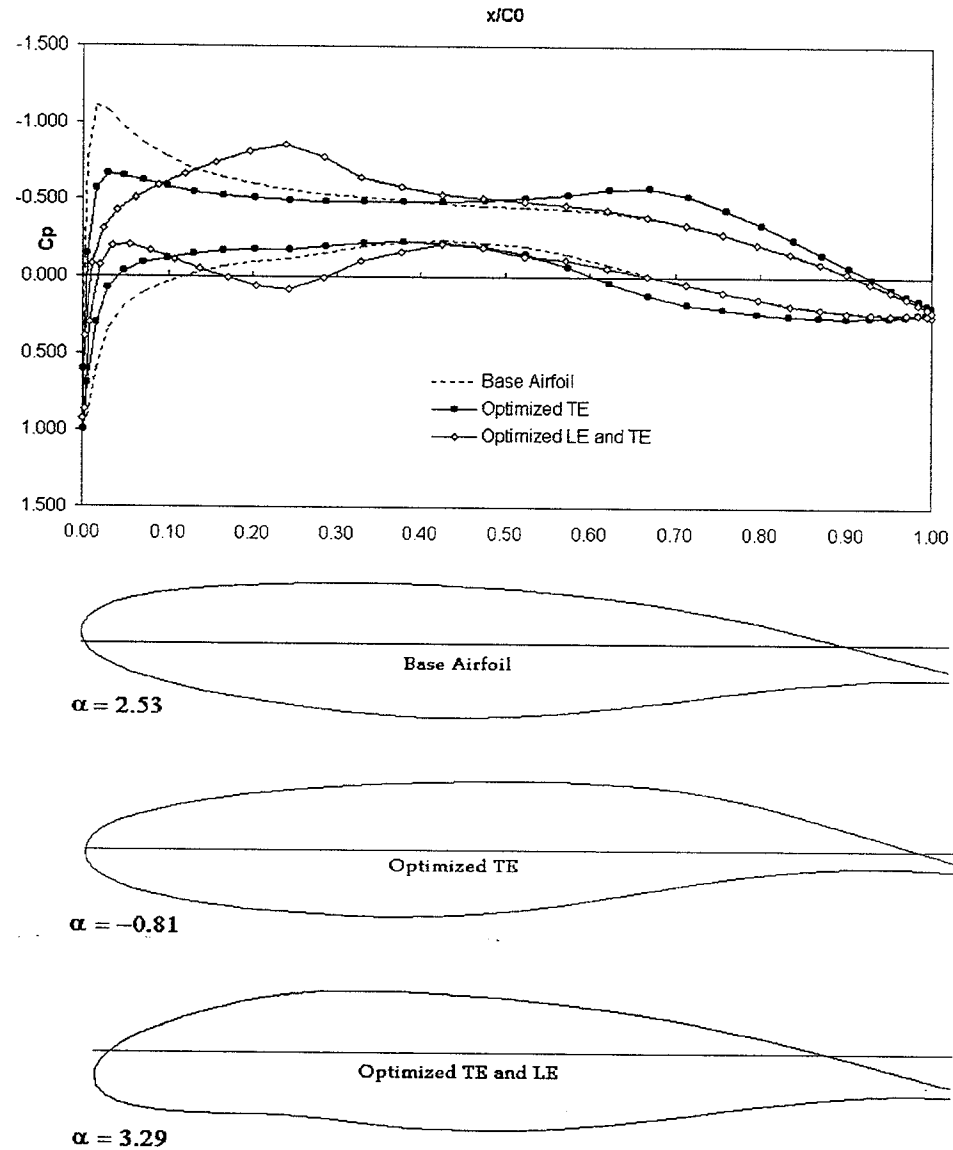 x/C0
-1.500
-1.000
-0.500
Cp
0.000
0.500
1.000
1.500
Base Airfoil
Optimized TE
Optimized LE and TE
0.00 0.10 0.20 0.30 0.40 0.50 0.60 0.70 0.80 0.90 1.00
Base Airfoil
α = 2.53
Optimized TE
α = −0.81
Optimized TE and LE
α = 3.29